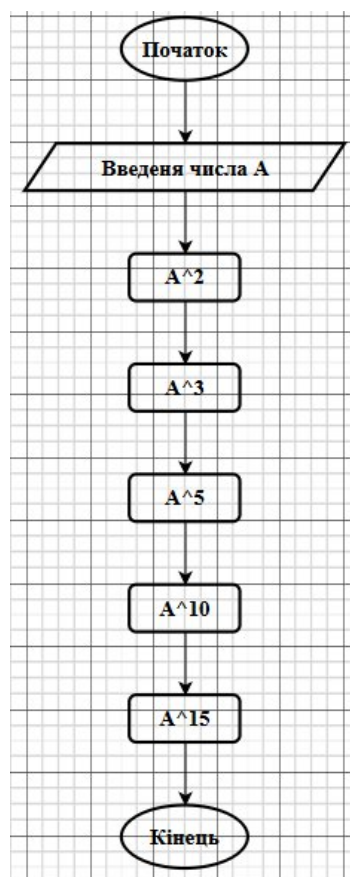 Початок
Введеня числа А
А^2
А^3
А^5
А^10
А^15
Кінець